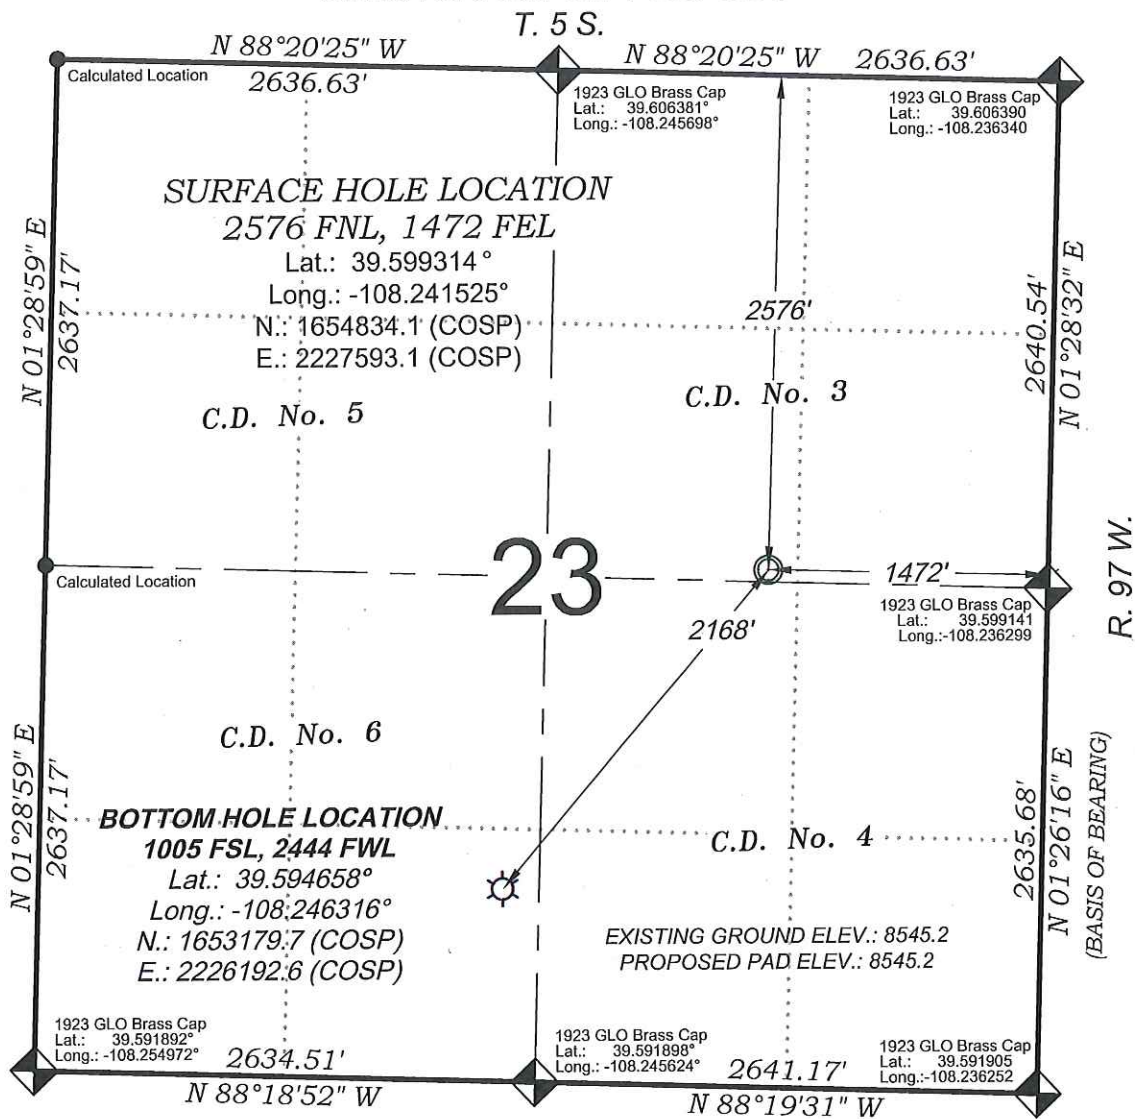 T. 5 S.
N 88°20'25" W
2636.63'
N 88°20'25" W 2636.63'
Calculated Location
1923 GLO Brass Cap
Lat.: 39.606381°
Long.: -108.245698°
1923 GLO Brass Cap
Lat.: 39.606390
Long.: -108.236340
SURFACE HOLE LOCATION
2576 FNL, 1472 FEL
Lat.: 39.599314°
Long.: -108.241525°
N.: 1654834.1 (COSP)
E.: 2227593.1 (COSP)
N 01°28'59" E
2637.17'
2576'
2640.54'
N 01°28'32" E
C.D. No. 5
C.D. No. 3
23
1472'
R. 97 W.
Calculated Location
1923 GLO Brass Cap
Lat.: 39.599141
Long.:-108.236299
2168'
C.D. No. 6
BOTTOM HOLE LOCATION
1005 FSL, 2444 FWL
Lat.: 39.594658°
Long.: -108.246316°
N.: 1653179.7 (COSP)
E.: 2226192.6 (COSP)
N 01°28'59" E
2637.17'
C.D. No. 4
2635.68'
N 01°26'16" E
(BASIS OF BEARING)
EXISTING GROUND ELEV.: 8545.2
PROPOSED PAD ELEV.: 8545.2
1923 GLO Brass Cap
Lat.: 39.591892°
Long.: -108.254972°
2634.51'
N 88°18'52" W
1923 GLO Brass Cap
Lat.: 39.591898°
Long.: -108.245624°
2641.17'
N 88°19'31" W
1923 GLO Brass Cap
Lat.: 39.591905
Long.:-108.236252